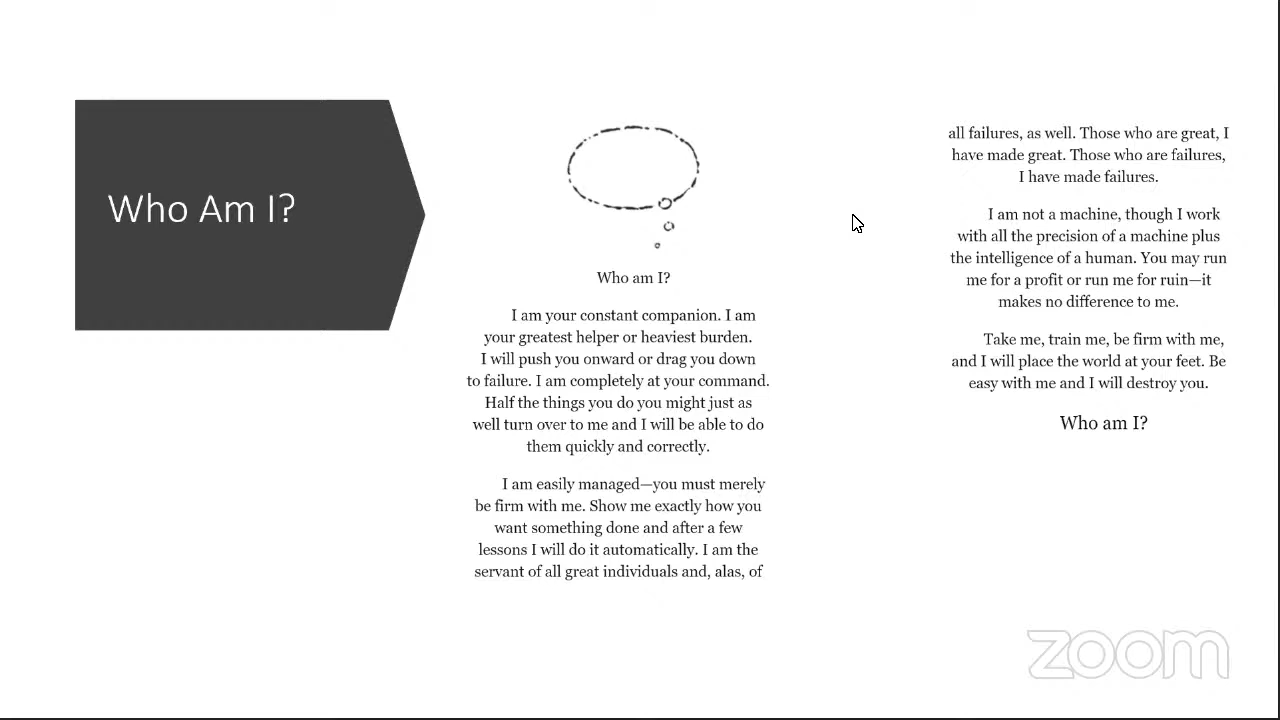 Who Am I?
Who am I?
I am your constant companion. I am
your greatest helper or heaviest burden.
I will push you onward or drag you down
to failure. I am completely at your command.
Half the things you do you might just as
well turn over to me and I will be able to do
them quickly and correctly.
I am easily managed—you must merely
be firm with me. Show me exactly how you
want something done and after a few
lessons I will do it automatically. I am the
servant of all great individuals and, alas, of
all failures, as well. Those who are great, I
have made great. Those who are failures,
I have made failures.
I am not a machine, though I work
with all the precision of a machine plus
the intelligence of a human. You may run
me for a profit or run me for ruin—it
makes no difference to me.
Take me, train me, be firm with me,
and I will place the world at your feet. Be
easy with me and I will destroy you.
Who am I?
zoom